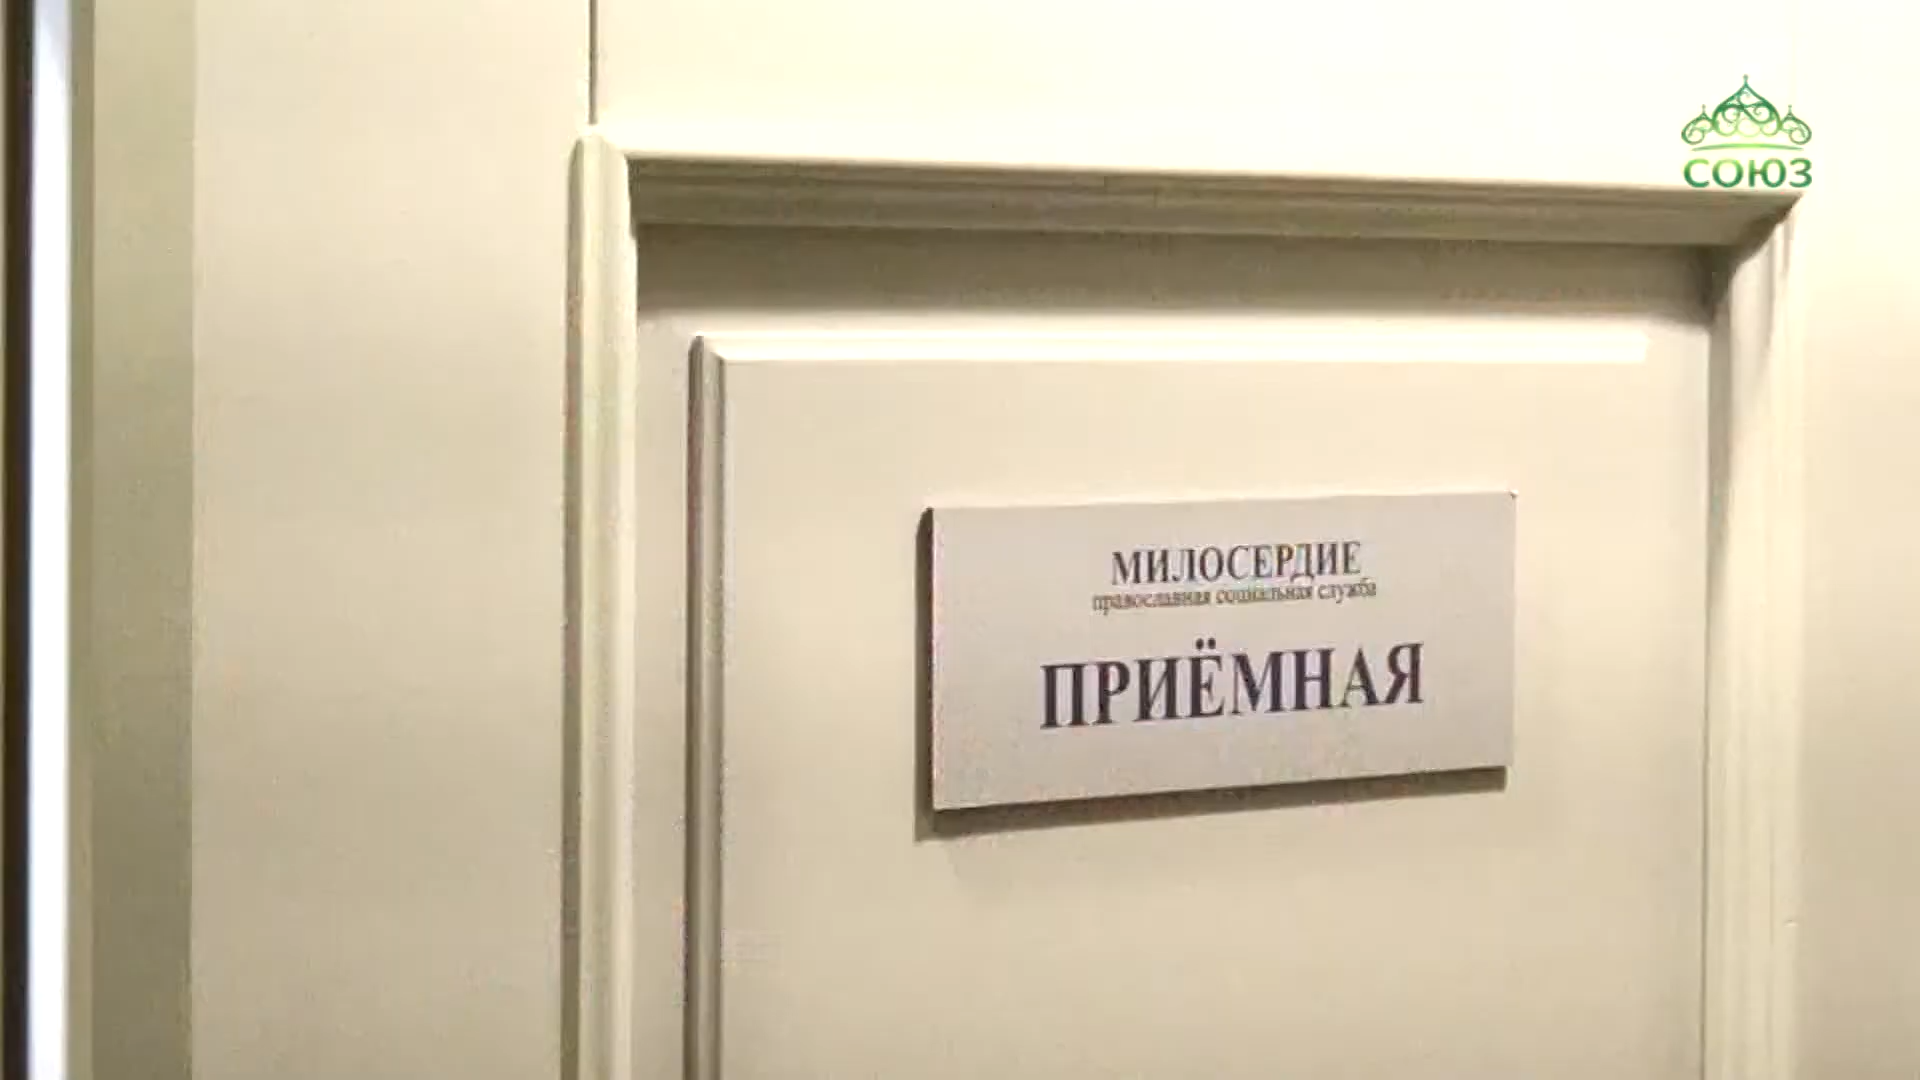 СОЮЗ
МИЛОСЕРДИЕ
православная социальная служба
ПРИЁМНАЯ